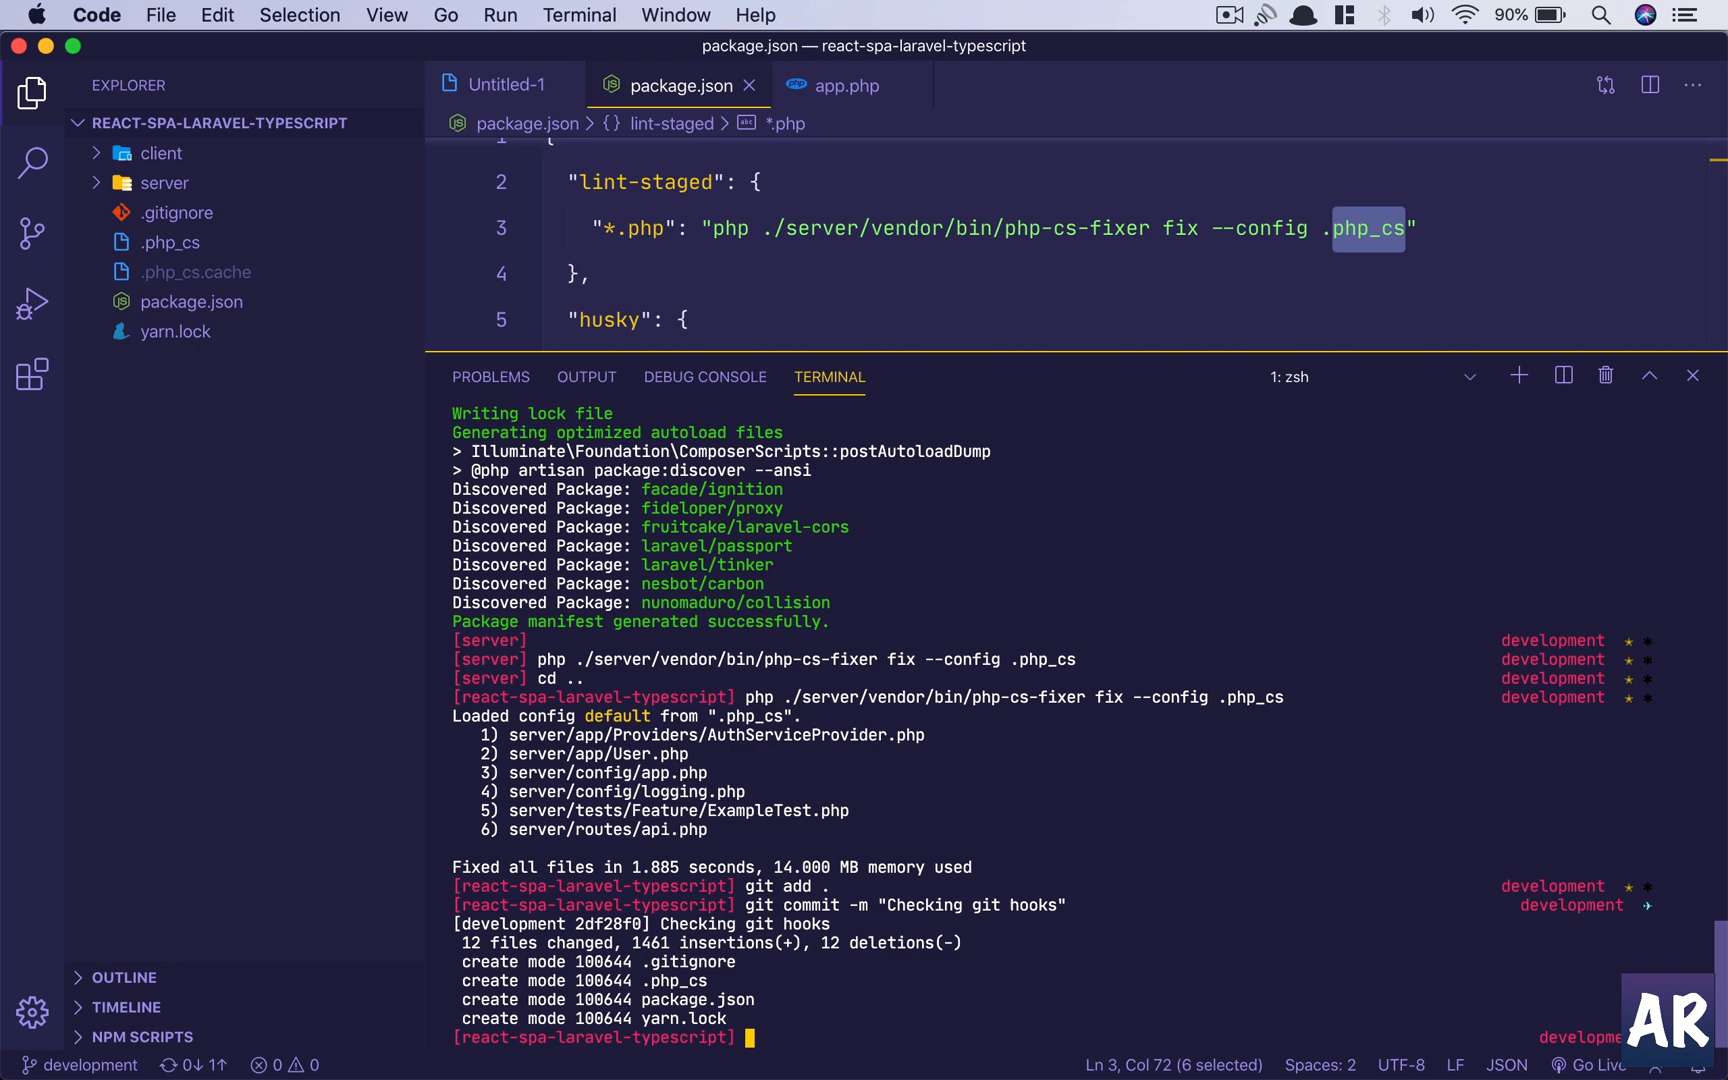 Code File Edit Selection View Go Run Terminal Window Help 90%
package.json — react-spa-laravel-typescript
EXPLORER
REACT-SPA-LARAVEL-TYPESCRIPT
client
server
.gitignore
.php_cs
.php_cs.cache
package.json
yarn.lock
OUTLINE
TIMELINE
NPM SCRIPTS
Untitled-1 package.json app.php
package.json > {} lint-staged > abc *.php
1 {
2 "lint-staged": {
3 "*.php": "php ./server/vendor/bin/php-cs-fixer fix --config .php_cs"
4 },
5 "husky": {
PROBLEMS OUTPUT DEBUG CONSOLE TERMINAL 1: zsh
Writing lock file
Generating optimized autoload files
> Illuminate\Foundation\ComposerScripts::postAutoloadDump
> @php artisan package:discover --ansi
Discovered Package: facade/ignition
Discovered Package: fideloper/proxy
Discovered Package: fruitcake/laravel-cors
Discovered Package: laravel/passport
Discovered Package: laravel/tinker
Discovered Package: nesbot/carbon
Discovered Package: nunomaduro/collision
Package manifest generated successfully.
[server] development ★ *
[server] php ./server/vendor/bin/php-cs-fixer fix --config .php_cs development ★ *
[server] cd .. development ★ *
[react-spa-laravel-typescript] php ./server/vendor/bin/php-cs-fixer fix --config .php_cs development ★ *
Loaded config default from ".php_cs".
1) server/app/Providers/AuthServiceProvider.php
2) server/app/User.php
3) server/config/app.php
4) server/config/logging.php
5) server/tests/Feature/ExampleTest.php
6) server/routes/api.php
Fixed all files in 1.885 seconds, 14.000 MB memory used
[react-spa-laravel-typescript] git add . development ★ *
[react-spa-laravel-typescript] git commit -m "Checking git hooks" development ✈
[development 2df28f0] Checking git hooks
12 files changed, 1461 insertions(+), 12 deletions(-)
create mode 100644 .gitignore
create mode 100644 .php_cs
create mode 100644 package.json
create mode 100644 yarn.lock
[react-spa-laravel-typescript] developme
AR
development 0↓ 1↑ 0 0 Ln 3, Col 72 (6 selected) Spaces: 2 UTF-8 LF JSON Go Live